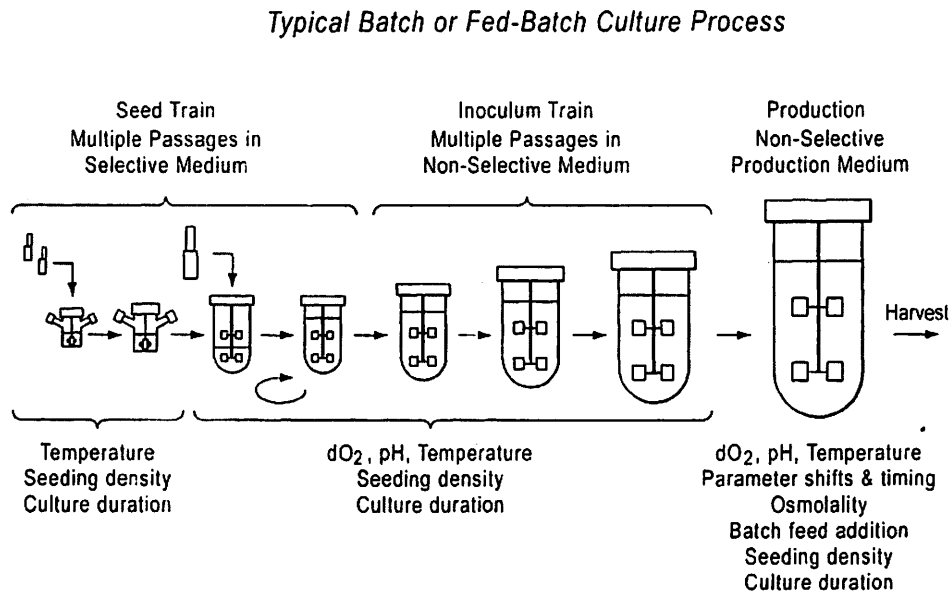 Typical Batch or Fed-Batch Culture Process
Seed Train
Multiple Passages in
Selective Medium
Inoculum Train
Multiple Passages in
Non-Selective Medium
Production
Non-Selective
Production Medium
Harvest
Temperature
Seeding density
Culture duration
dO2, pH, Temperature
Seeding density
Culture duration
dO2, pH, Temperature
Parameter shifts & timing
Osmolality
Batch feed addition
Seeding density
Culture duration